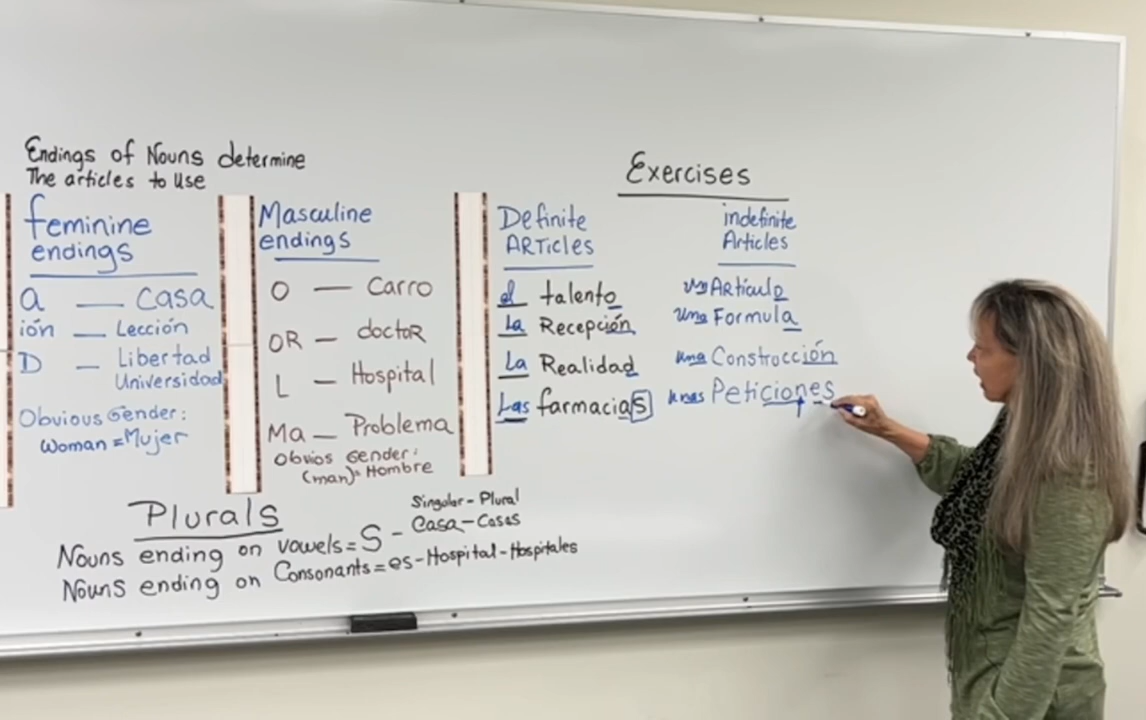 Endings of Nouns determine
The articles to use
feminine
endings
a — casa
ión — Lección
D — Libertad
Universidad
Obvious Gender:
Woman = Mujer
Masculine
endings
O — Carro
OR — doctoR
L — Hospital
Ma — Problema
Obvios Gender:
(man)= Hombre
Exercises
Definite
ARTicles
el talento
La Recepción
La Realidad
Las farmacias
indefinite
Articles
un Artículo
una Formula
una Construcción
unas Peticiones
Plurals
Nouns ending on vowels = S -
Singular - Plural
Casa - Casas
Nouns ending on Consonants = es - Hospital - Hospitales